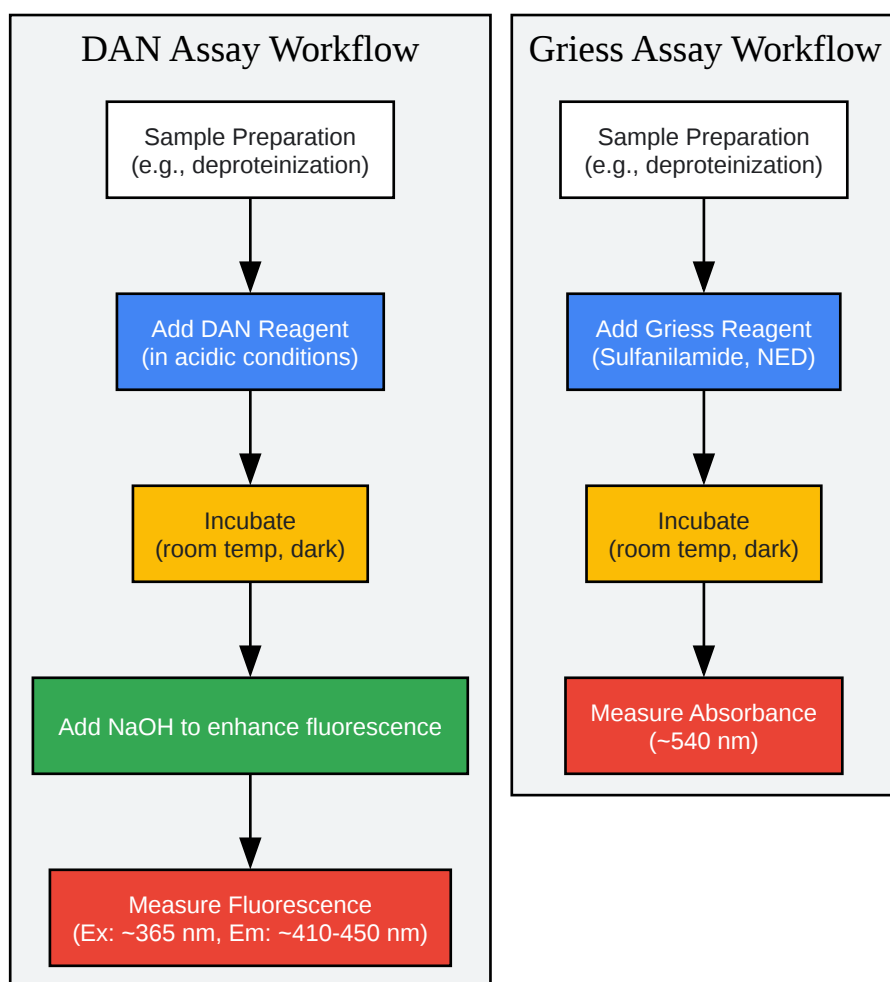 DAN Assay Workflow
Sample Preparation
(e.g., deproteinization)
Add DAN Reagent
(in acidic conditions)
Incubate
(room temp, dark)
Add NaOH to enhance fluorescence
Measure Fluorescence
(Ex: ~365 nm, Em: ~410-450 nm)
Griess Assay Workflow
Sample Preparation
(e.g., deproteinization)
Add Griess Reagent
(Sulfanilamide, NED)
Incubate
(room temp, dark)
Measure Absorbance
(~540 nm)